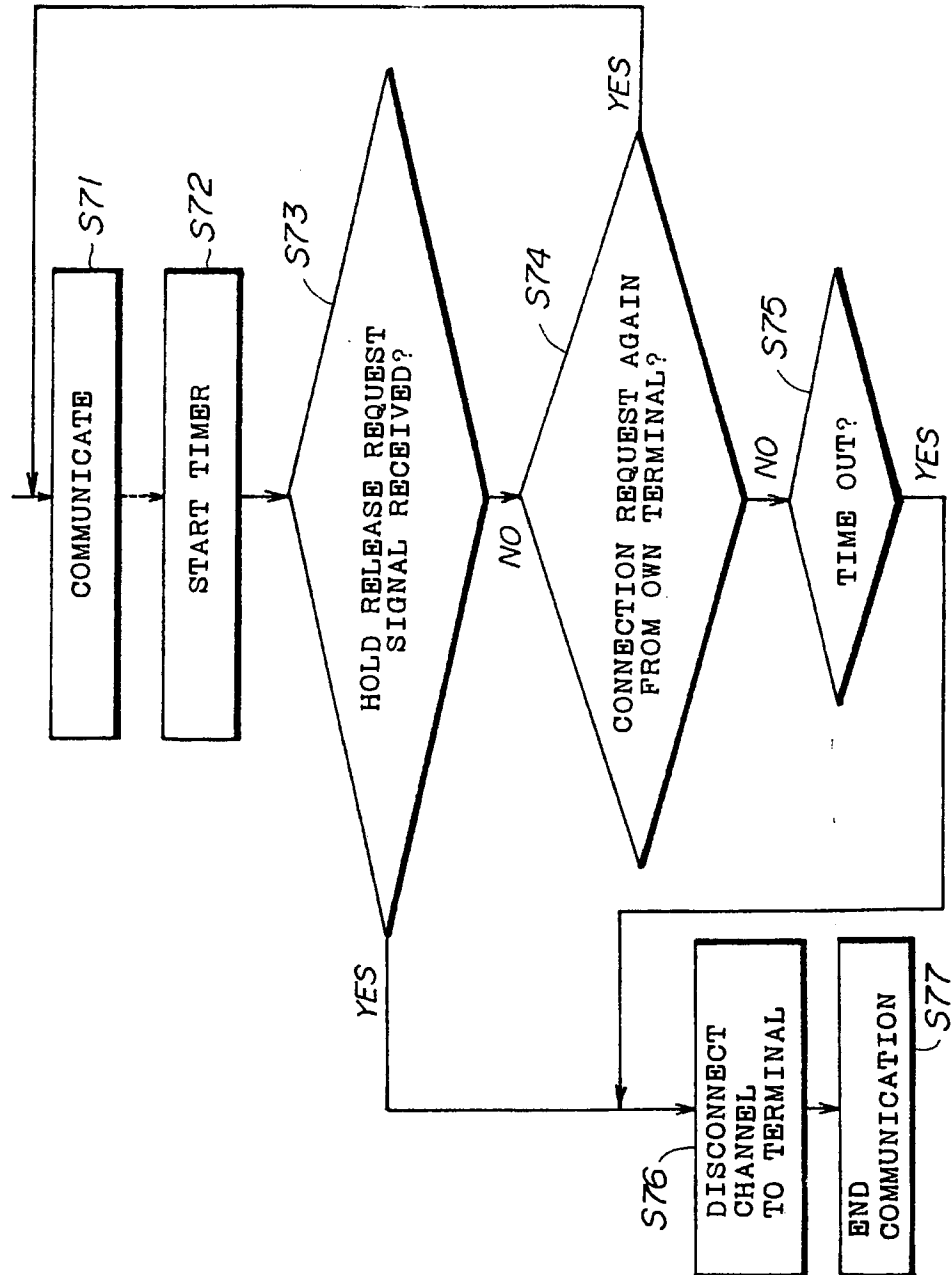 COMMUNICATE
S71
START TIMER
S72
HOLD RELEASE REQUEST
SIGNAL RECEIVED?
S73
YES
NO
CONNECTION REQUEST AGAIN
FROM OWN TERMINAL?
S74
YES
NO
TIME OUT?
S75
YES
S76
DISCONNECT
CHANNEL
TO TERMINAL
END
COMMUNICATION
S77